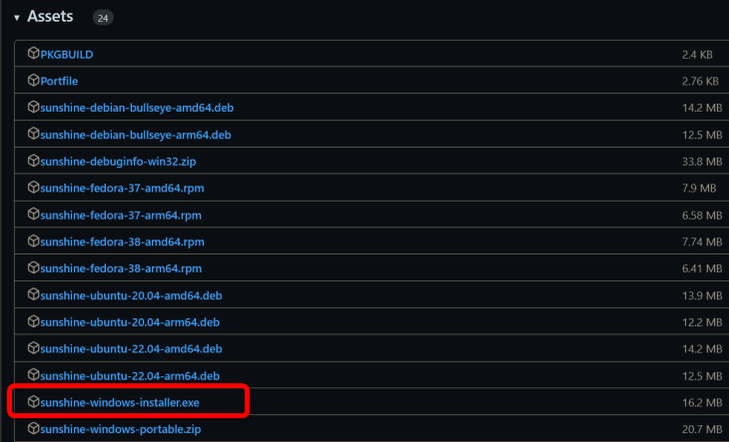 Assets 24
PKGBUILD 2.4 KB
Portfile 2.76 KB
sunshine-debian-bullseye-amd64.deb 14.2 MB
sunshine-debian-bullseye-arm64.deb 12.5 MB
sunshine-debuginfo-win32.zip 33.8 MB
sunshine-fedora-37-amd64.rpm 7.9 MB
sunshine-fedora-37-arm64.rpm 6.58 MB
sunshine-fedora-38-amd64.rpm 7.74 MB
sunshine-fedora-38-arm64.rpm 6.41 MB
sunshine-ubuntu-20.04-amd64.deb 13.9 MB
sunshine-ubuntu-20.04-arm64.deb 12.2 MB
sunshine-ubuntu-22.04-amd64.deb 14.2 MB
sunshine-ubuntu-22.04-arm64.deb 12.5 MB
sunshine-windows-installer.exe 16.2 MB
sunshine-windows-portable.zip 20.7 MB